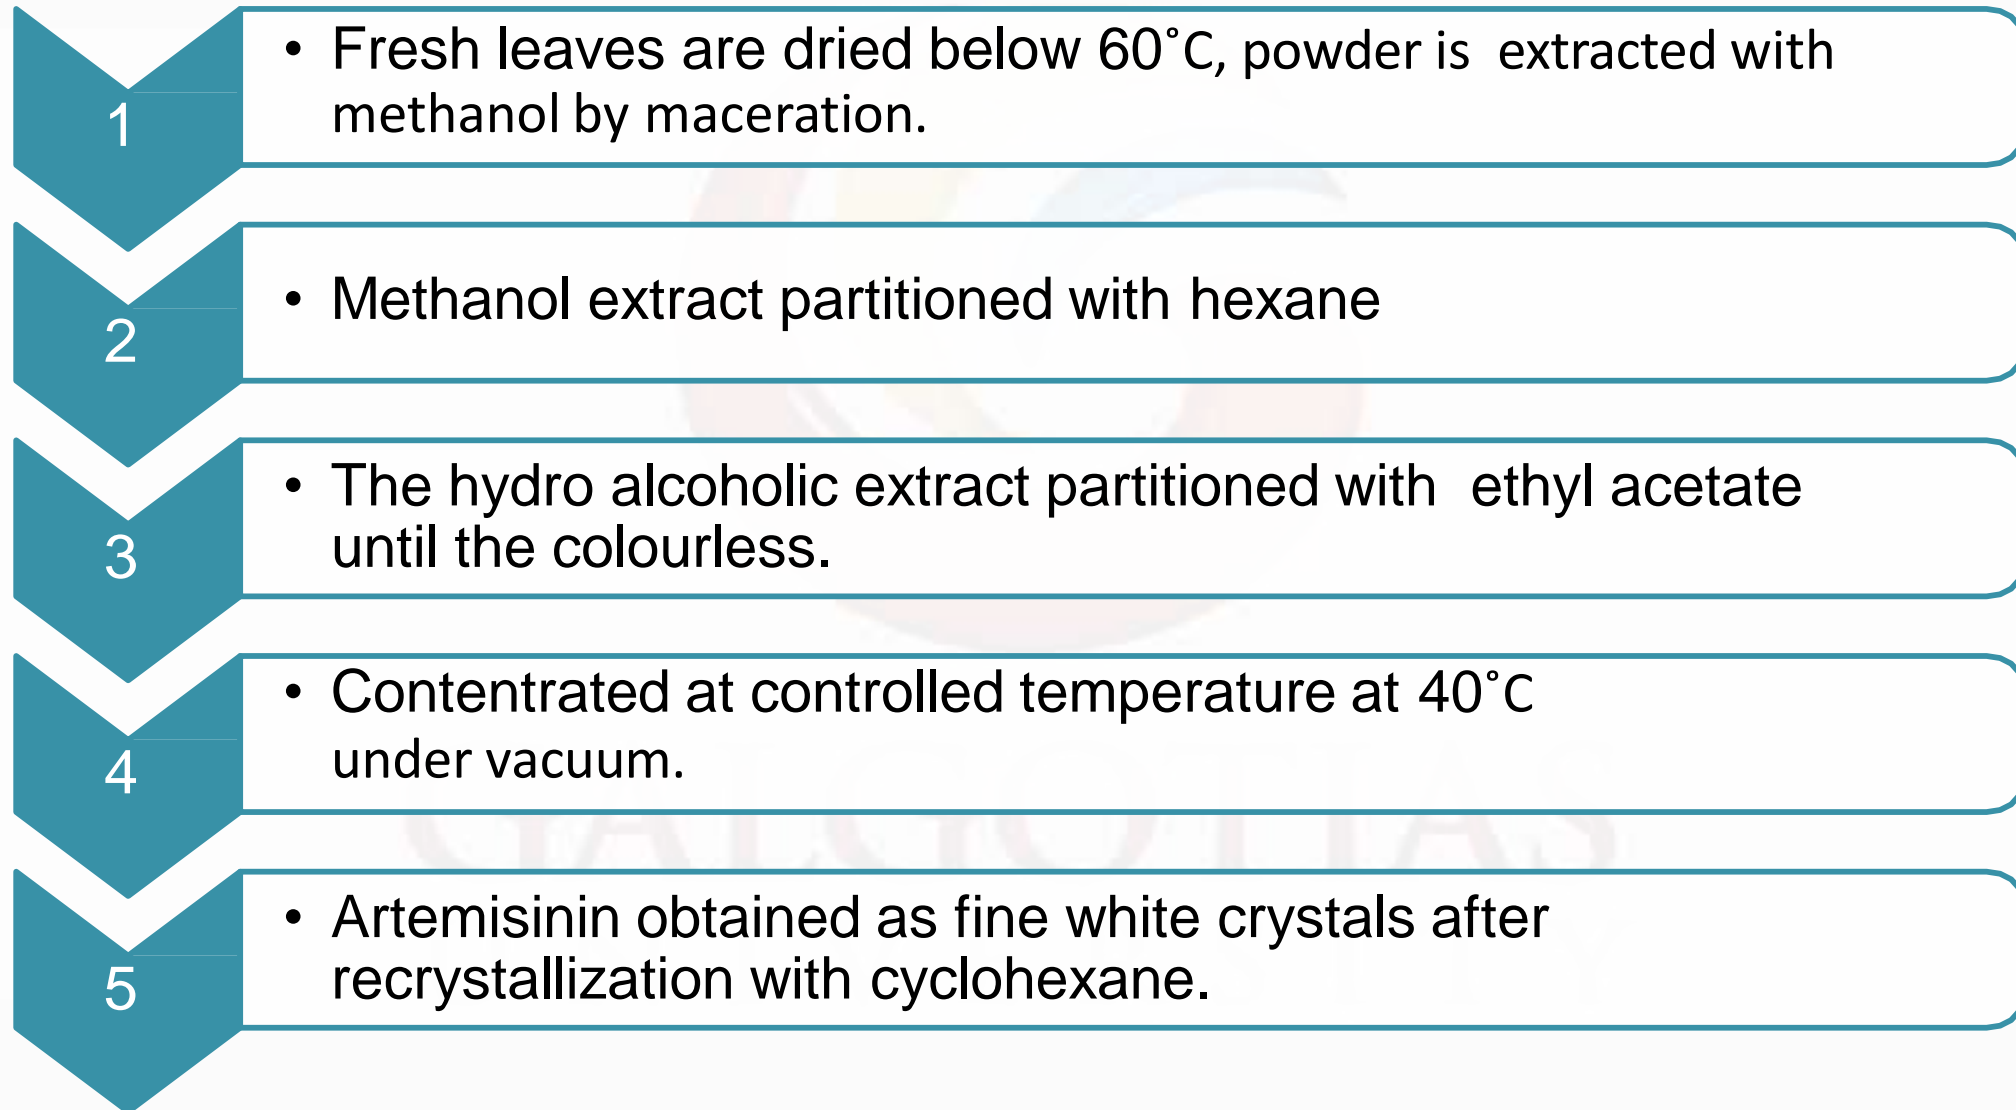 1
• Fresh leaves are dried below 60˚C, powder is extracted with
methanol by maceration.
2
• Methanol extract partitioned with hexane
3
• The hydro alcoholic extract partitioned with ethyl acetate
until the colourless.
4
• Contentrated at controlled temperature at 40˚C
under vacuum.
5
• Artemisinin obtained as fine white crystals after
recrystallization with cyclohexane.
GALGOTIAS